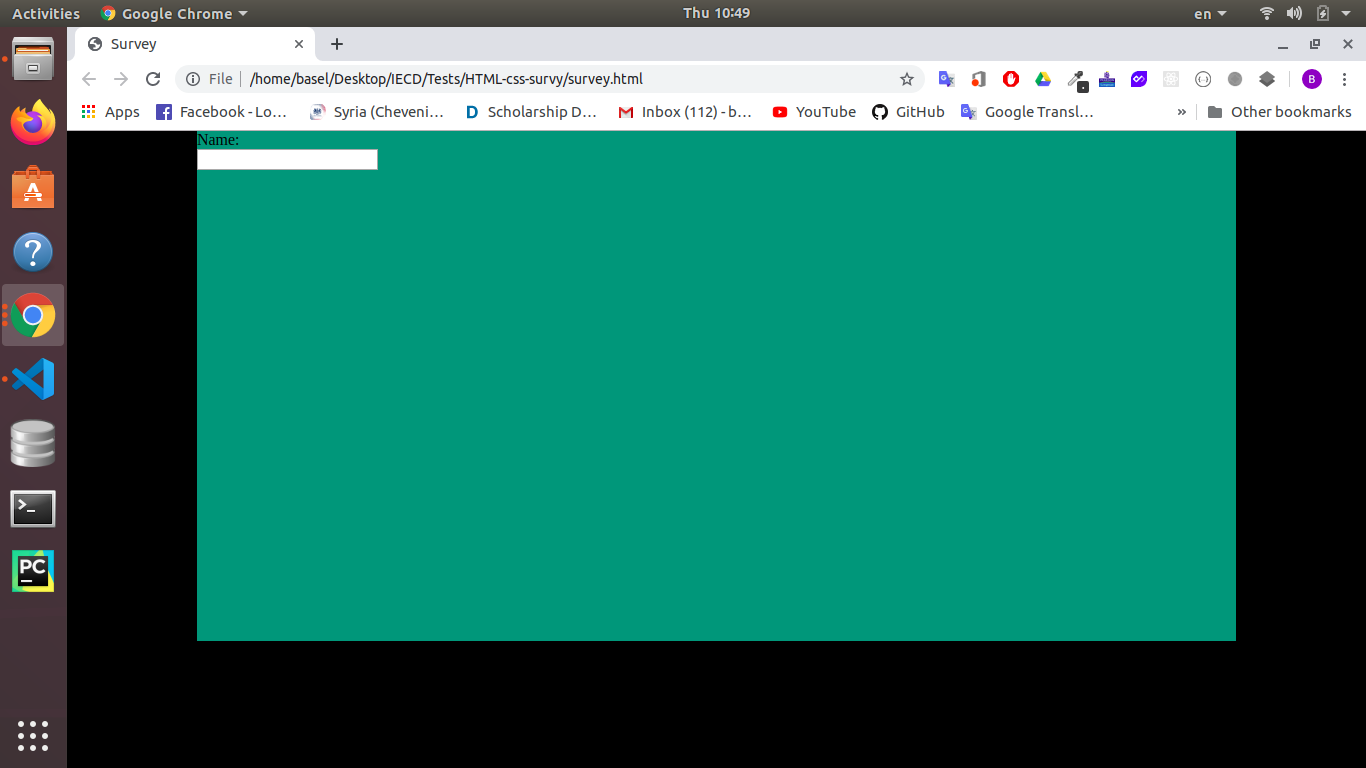 Activities Google Chrome Thu 10:49 en
Survey
File /home/basel/Desktop/IECD/Tests/HTML-css-survy/survey.html B
Apps Facebook - Lo... Syria (Cheveni... D Scholarship D... Inbox (112) - b... YouTube GitHub Google Transl... » Other bookmarks
Name:
PC